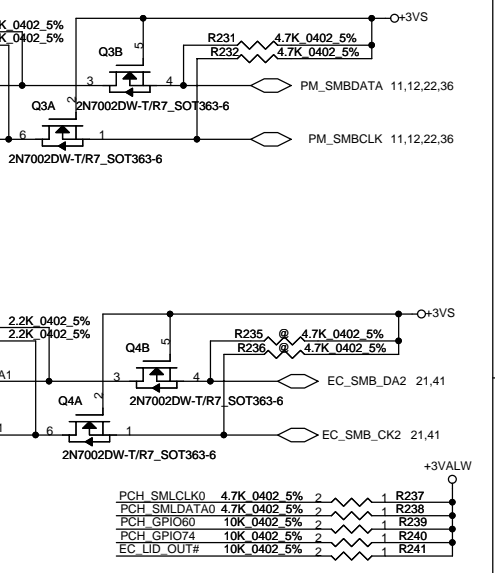 K_0402_5%
K_0402_5%
+3VS
R231 4.7K_0402_5%
R232 4.7K_0402_5%
Q3B
5
3 4
PM_SMBDATA 11,12,22,36
2N7002DW-T/R7_SOT363-6
Q3A
2
6 1
PM_SMBCLK 11,12,22,36
2N7002DW-T/R7_SOT363-6
+3VS
2.2K_0402_5%
2.2K_0402_5%
R235 @ 4.7K_0402_5%
R236 @ 4.7K_0402_5%
Q4B
5
A1
3 4
EC_SMB_DA2 21,41
2N7002DW-T/R7_SOT363-6
Q4A
2
6 1
EC_SMB_CK2 21,41
2N7002DW-T/R7_SOT363-6
+3VALW
PCH_SMLCLK0 4.7K_0402_5% 2 1 R237
PCH_SMLDATA0 4.7K_0402_5% 2 1 R238
PCH_GPIO60 10K_0402_5% 2 1 R239
PCH_GPIO74 10K_0402_5% 2 1 R240
EC_LID_OUT# 10K_0402_5% 2 1 R241